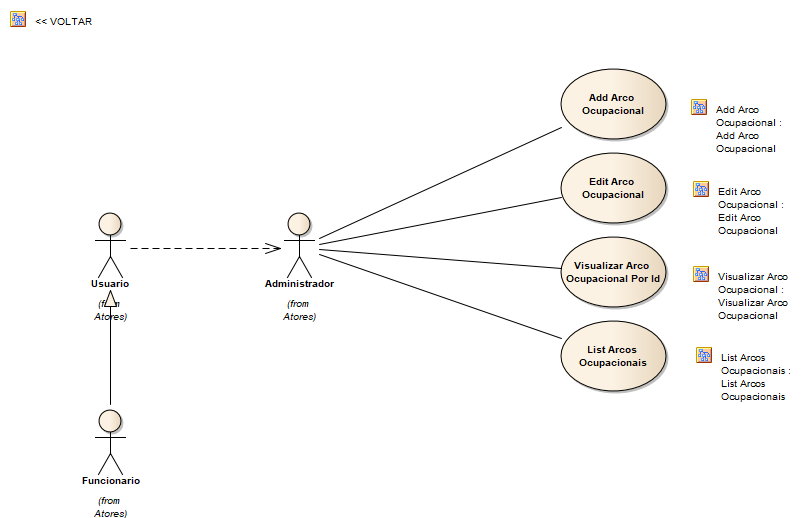 << VOLTAR
Add Arco
Ocupacional
Add Arco
Ocupacional :
Add Arco
Ocupacional
Edit Arco
Ocupacional
Edit Arco
Ocupacional :
Edit Arco
Ocupacional
Usuario
(from
Atores)
Administrador
(from
Atores)
Visualizar Arco
Ocupacional Por Id
Visualizar Arco
Ocupacional :
Visualizar Arco
Ocupacional
List Arcos
Ocupacionais
List Arcos
Ocupacionais :
List Arcos
Ocupacionais
Funcionario
(from
Atores)